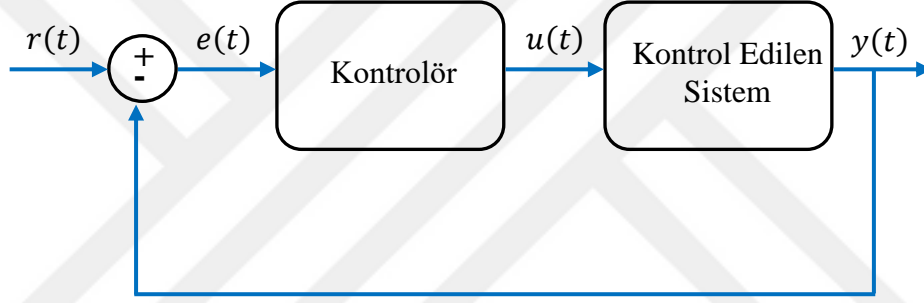 r(t)
+
-
e(t)
Kontrolör
u(t)
Kontrol Edilen
Sistem
y(t)